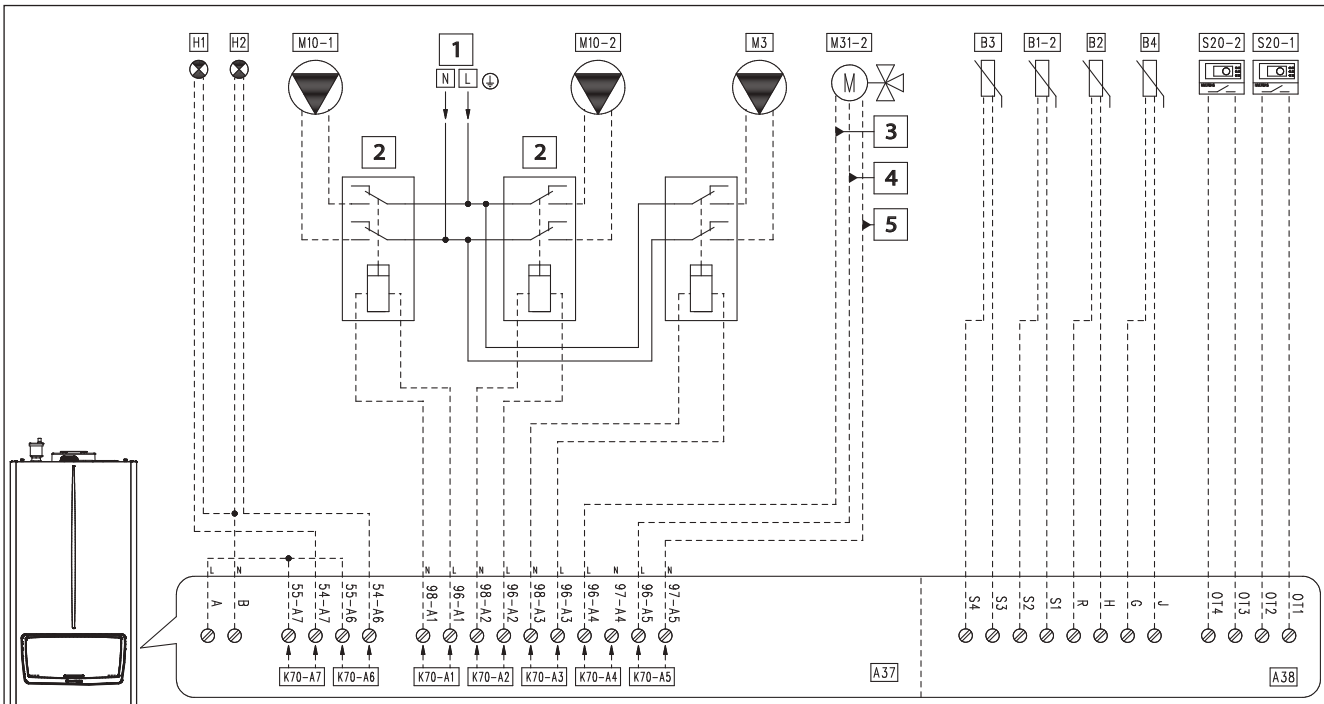 H1 H2 M10-1 1 M10-2 M3 M31-2 B3 B1-2 B2 B4 S20-2 S20-1
N L
M
3
2 2
4
5
L N N L N L N L L N L N
A B 55-A7 54-A7 55-A6 54-A6 98-A1 96-A1 98-A2 96-A2 98-A3 96-A3 96-A4 97-A4 96-A5 97-A5 S4 S3 S2 S1 R H G J OT4 OT3 OT2 OT1
K70-A7 K70-A6 K70-A1 K70-A2 K70-A3 K70-A4 K70-A5 A37 A38